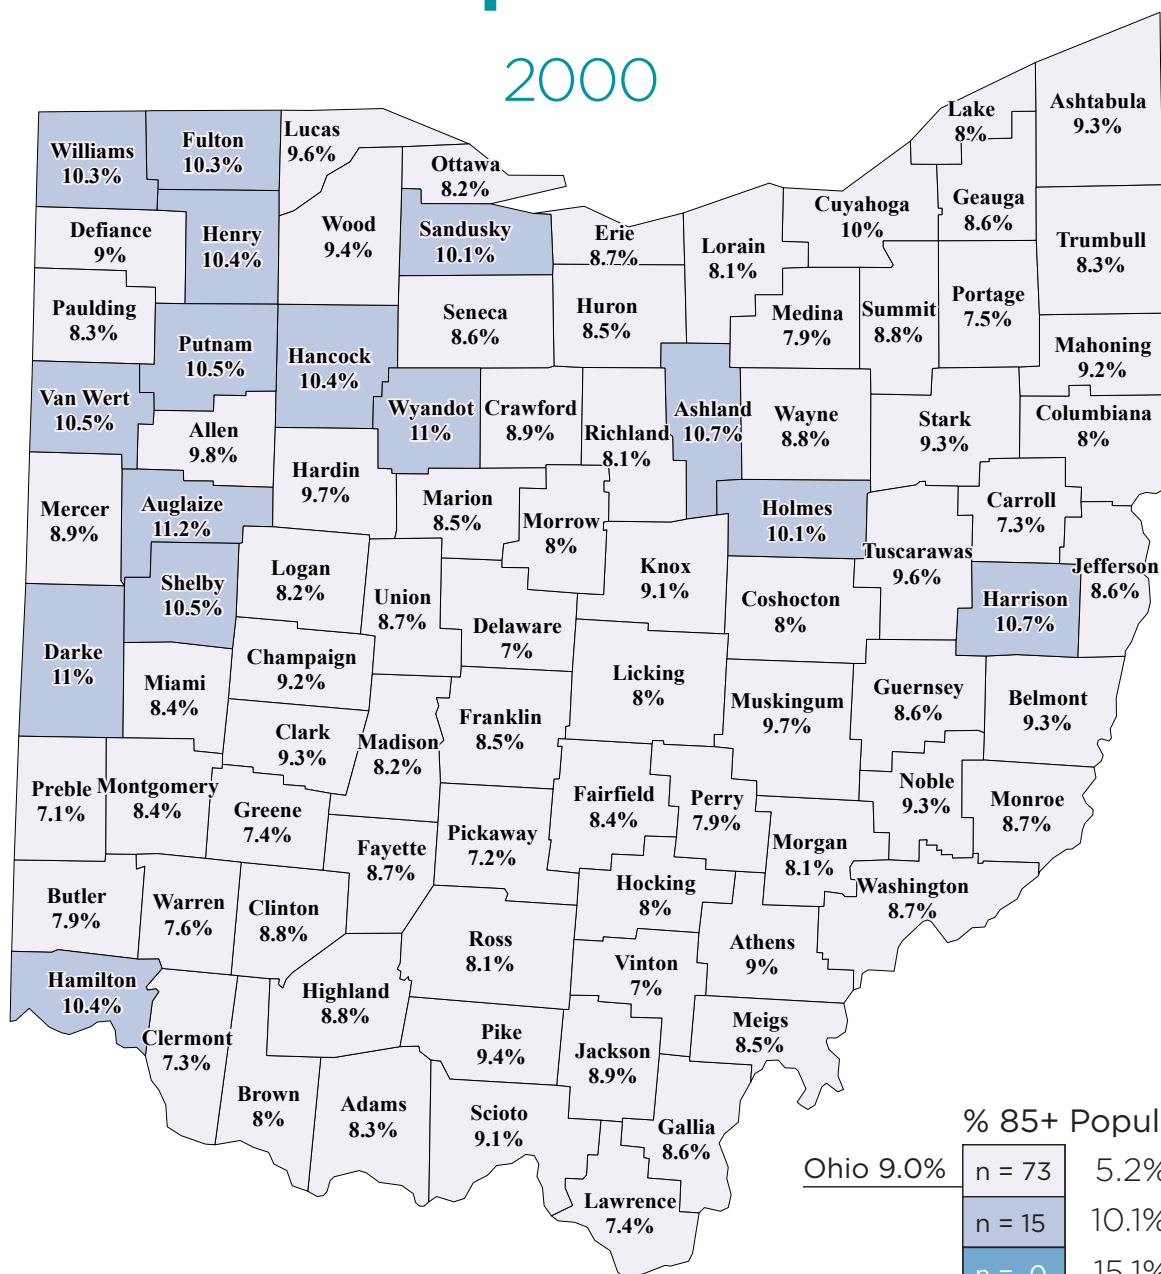 2000
Lake
8%
Ashtabula
9.3%
Williams
10.3%
Fulton
10.3%
Lucas
9.6%
Ottawa
8.2%
Geauga
8.6%
Cuyahoga
10%
Defiance
9%
Henry
10.4%
Wood
9.4%
Sandusky
10.1%
Erie
8.7%
Lorain
8.1%
Trumbull
8.3%
Paulding
8.3%
Seneca
8.6%
Huron
8.5%
Medina
7.9%
Summit
8.8%
Portage
7.5%
Putnam
10.5%
Hancock
10.4%
Mahoning
9.2%
Van Wert
10.5%
Allen
9.8%
Wyandot
11%
Crawford
8.9%
Richland
8.1%
Ashland
10.7%
Wayne
8.8%
Stark
9.3%
Columbiana
8%
Mercer
8.9%
Auglaize
11.2%
Hardin
9.7%
Marion
8.5%
Morrow
8%
Holmes
10.1%
Carroll
7.3%
Tuscarawas
9.6%
Jefferson
8.6%
Shelby
10.5%
Logan
8.2%
Union
8.7%
Knox
9.1%
Coshocton
8%
Harrison
10.7%
Darke
11%
Miami
8.4%
Champaign
9.2%
Delaware
7%
Licking
8%
Muskingum
9.7%
Guernsey
8.6%
Belmont
9.3%
Clark
9.3%
Madison
8.2%
Franklin
8.5%
Preble
7.1%
Montgomery
8.4%
Greene
7.4%
Fayette
8.7%
Pickaway
7.2%
Fairfield
8.4%
Perry
7.9%
Morgan
8.1%
Noble
9.3%
Monroe
8.7%
Butler
7.9%
Warren
7.6%
Clinton
8.8%
Ross
8.1%
Hocking
8%
Athens
9%
Washington
8.7%
Hamilton
10.4%
Highland
8.8%
Vinton
7%
Clermont
7.3%
Pike
9.4%
Jackson
8.9%
Meigs
8.5%
Brown
8%
Adams
8.3%
Scioto
9.1%
Gallia
8.6%
Lawrence
7.4%
% 85+ Popul
Ohio 9.0%
n = 73 5.2%
n = 15 10.1%
n = 0 15.1%